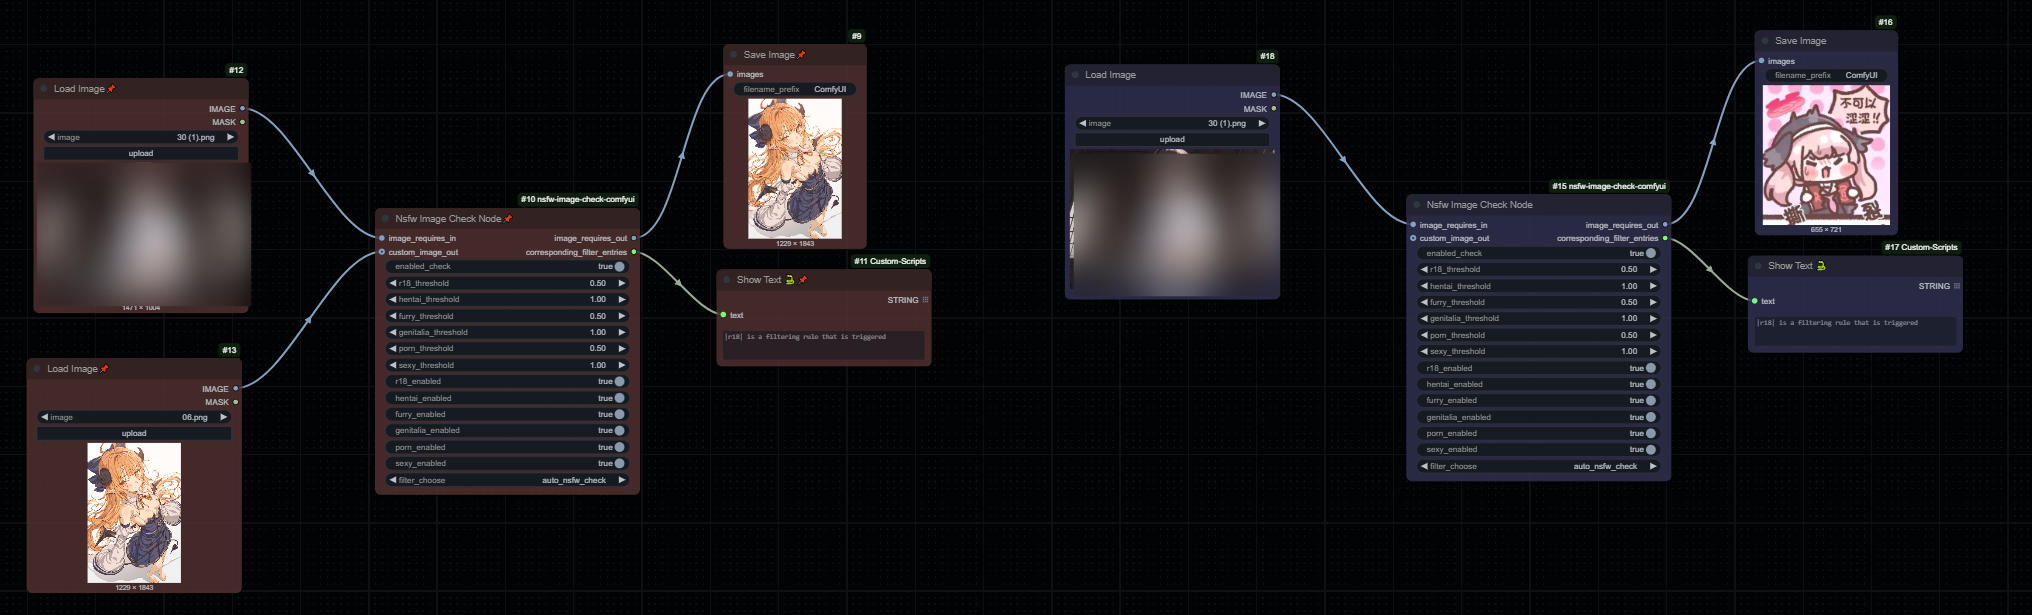 #12
Load Image
IMAGE
MASK
image 30 (1).png
upload
1471 × 1004
#13
Load Image
IMAGE
MASK
image 06.png
upload
1229 × 1843
#10 nsfw-image-check-comfyui
Nsfw Image Check Node
image_requires_in image_requires_out
custom_image_out corresponding_filter_entries
enabled_check true
r18_threshold 0.50
hentai_threshold 1.00
furry_threshold 0.50
genitalia_threshold 1.00
porn_threshold 0.50
sexy_threshold 1.00
r18_enabled true
hentai_enabled true
furry_enabled true
genitalia_enabled true
porn_enabled true
sexy_enabled true
filter_choose auto_nsfw_check
#9
Save Image
images
filename_prefix ComfyUI
1229 × 1843
#11 Custom-Scripts
Show Text
STRING
text
|r18| is a filtering rule that is triggered
#18
Load Image
IMAGE
MASK
image 30 (1).png
upload
#15 nsfw-image-check-comfyui
Nsfw Image Check Node
image_requires_in image_requires_out
custom_image_out corresponding_filter_entries
enabled_check true
r18_threshold 0.50
hentai_threshold 1.00
furry_threshold 0.50
genitalia_threshold 1.00
porn_threshold 0.50
sexy_threshold 1.00
r18_enabled true
hentai_enabled true
furry_enabled true
genitalia_enabled true
porn_enabled true
sexy_enabled true
filter_choose auto_nsfw_check
#16
Save Image
images
filename_prefix ComfyUI
不可以
淫淫!!
655 × 721
#17 Custom-Scripts
Show Text
STRING
text
|r18| is a filtering rule that is triggered